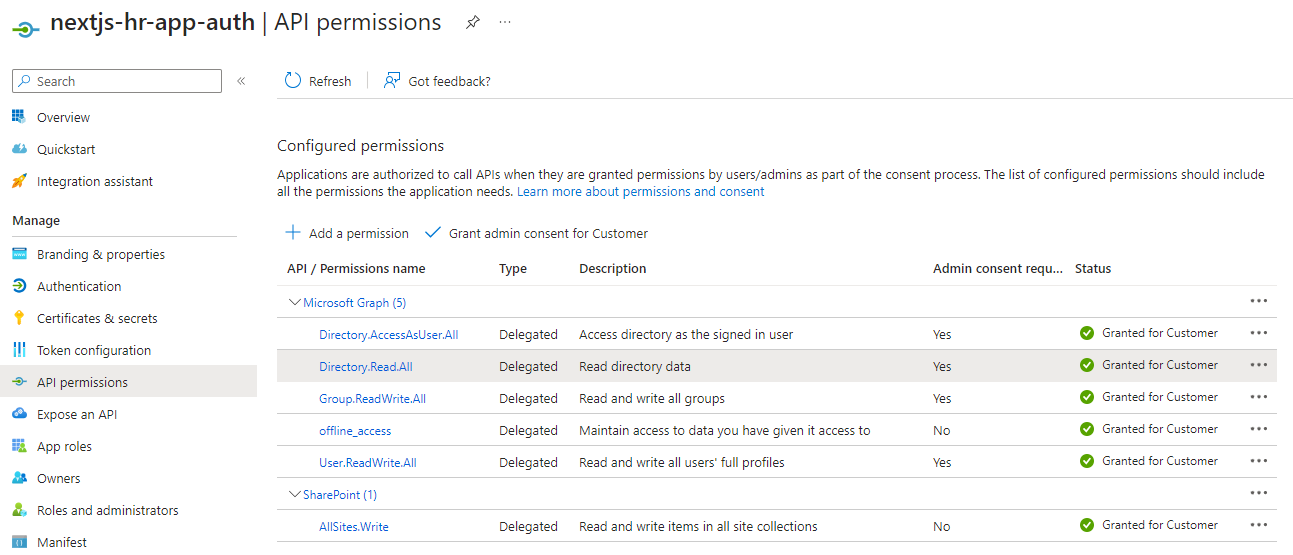 nextjs-hr-app-auth | API permissions
Search
Refresh
Got feedback?
Overview
Quickstart
Integration assistant
Manage
Branding & properties
Authentication
Certificates & secrets
Token configuration
API permissions
Expose an API
App roles
Owners
Roles and administrators
Manifest
Configured permissions
Applications are authorized to call APIs when they are granted permissions by users/admins as part of the consent process. The list of configured permissions should include
all the permissions the application needs. Learn more about permissions and consent
Add a permission Grant admin consent for Customer
API / Permissions name Type Description Admin consent requ... Status
Microsoft Graph (5)
Directory.AccessAsUser.All Delegated Access directory as the signed in user Yes Granted for Customer
Directory.Read.All Delegated Read directory data Yes Granted for Customer
Group.ReadWrite.All Delegated Read and write all groups Yes Granted for Customer
offline_access Delegated Maintain access to data you have given it access to No Granted for Customer
User.ReadWrite.All Delegated Read and write all users' full profiles Yes Granted for Customer
SharePoint (1)
AllSites.Write Delegated Read and write items in all site collections No Granted for Customer